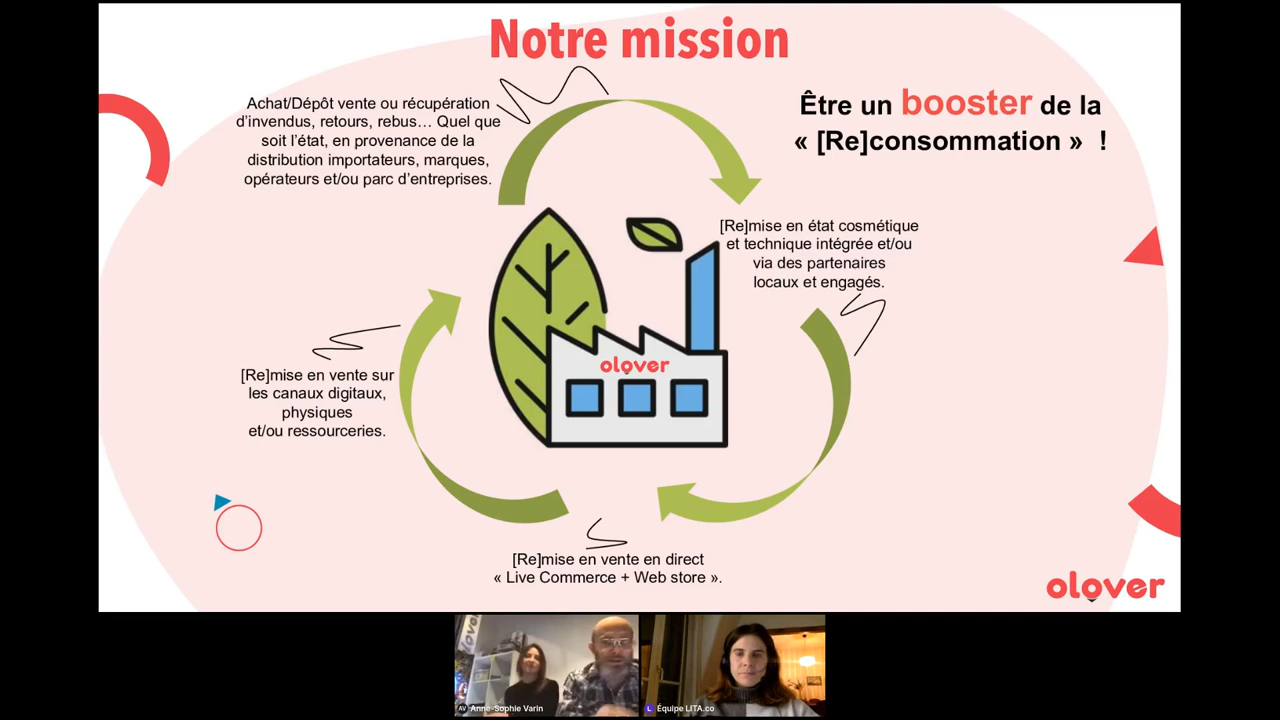 Notre mission
Achat/Dépôt vente ou récupération
d'invendus, retours, rebus… Quel que
soit l'état, en provenance de la
distribution importateurs, marques,
opérateurs et/ou parc d'entreprises.
Être un booster de la
« [Re]consommation » !
[Re]mise en état cosmétique
et technique intégrée et/ou
via des partenaires
locaux et engagés.
olover
[Re]mise en vente sur
les canaux digitaux,
physiques
et/ou ressourceries.
[Re]mise en vente en direct
« Live Commerce + Web store ».
olover
AV Anne-Sophie Varin
L Équipe LITA.co